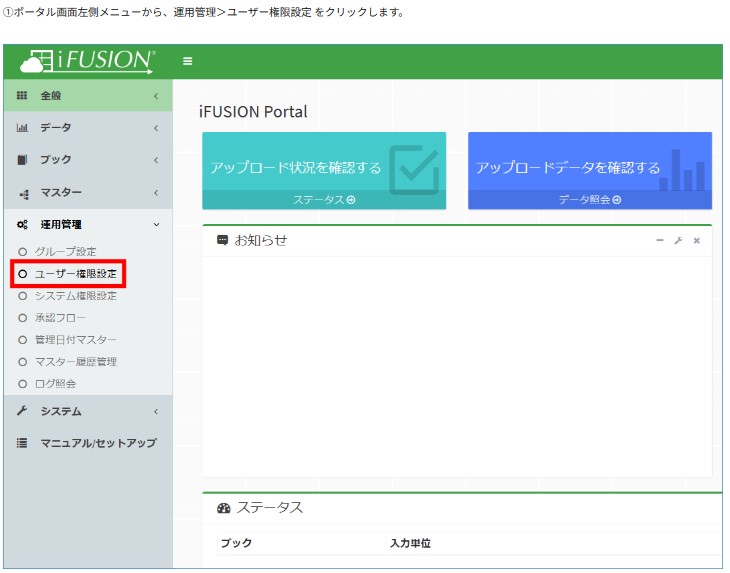 ①ポータル画面左側メニューから、運用管理＞ユーザー権限設定 をクリックします。
iFUSION
全般
データ
ブック
マスター
運用管理
グループ設定
ユーザー権限設定
システム権限設定
承認フロー
管理日付マスター
マスター履歴管理
ログ照会
システム
マニュアル/セットアップ
iFUSION Portal
アップロード状況を確認する
ステータス
アップロードデータを確認する
データ照会
お知らせ
ステータス
ブック 入力単位